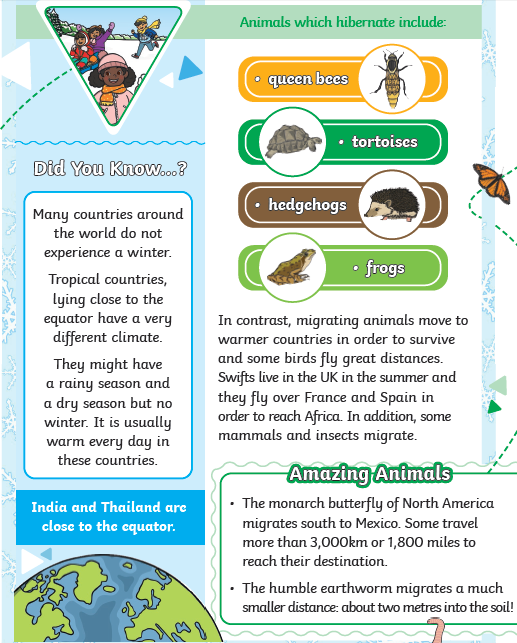 Animals which hibernate include:
• queen bees
• tortoises
• hedgehogs
• frogs
In contrast, migrating animals move to
warmer countries in order to survive
and some birds fly great distances.
Swifts live in the UK in the summer and
they fly over France and Spain in
order to reach Africa. In addition, some
mammals and insects migrate.
Did You Know...?
Many countries around
the world do not
experience a winter.
Tropical countries,
lying close to the
equator have a very
different climate.
They might have
a rainy season and
a dry season but no
winter. It is usually
warm every day in
these countries.
India and Thailand are
close to the equator.
Amazing Animals
• The monarch butterfly of North America
migrates south to Mexico. Some travel
more than 3,000km or 1,800 miles to
reach their destination.
• The humble earthworm migrates a much
smaller distance: about two metres into the soil!